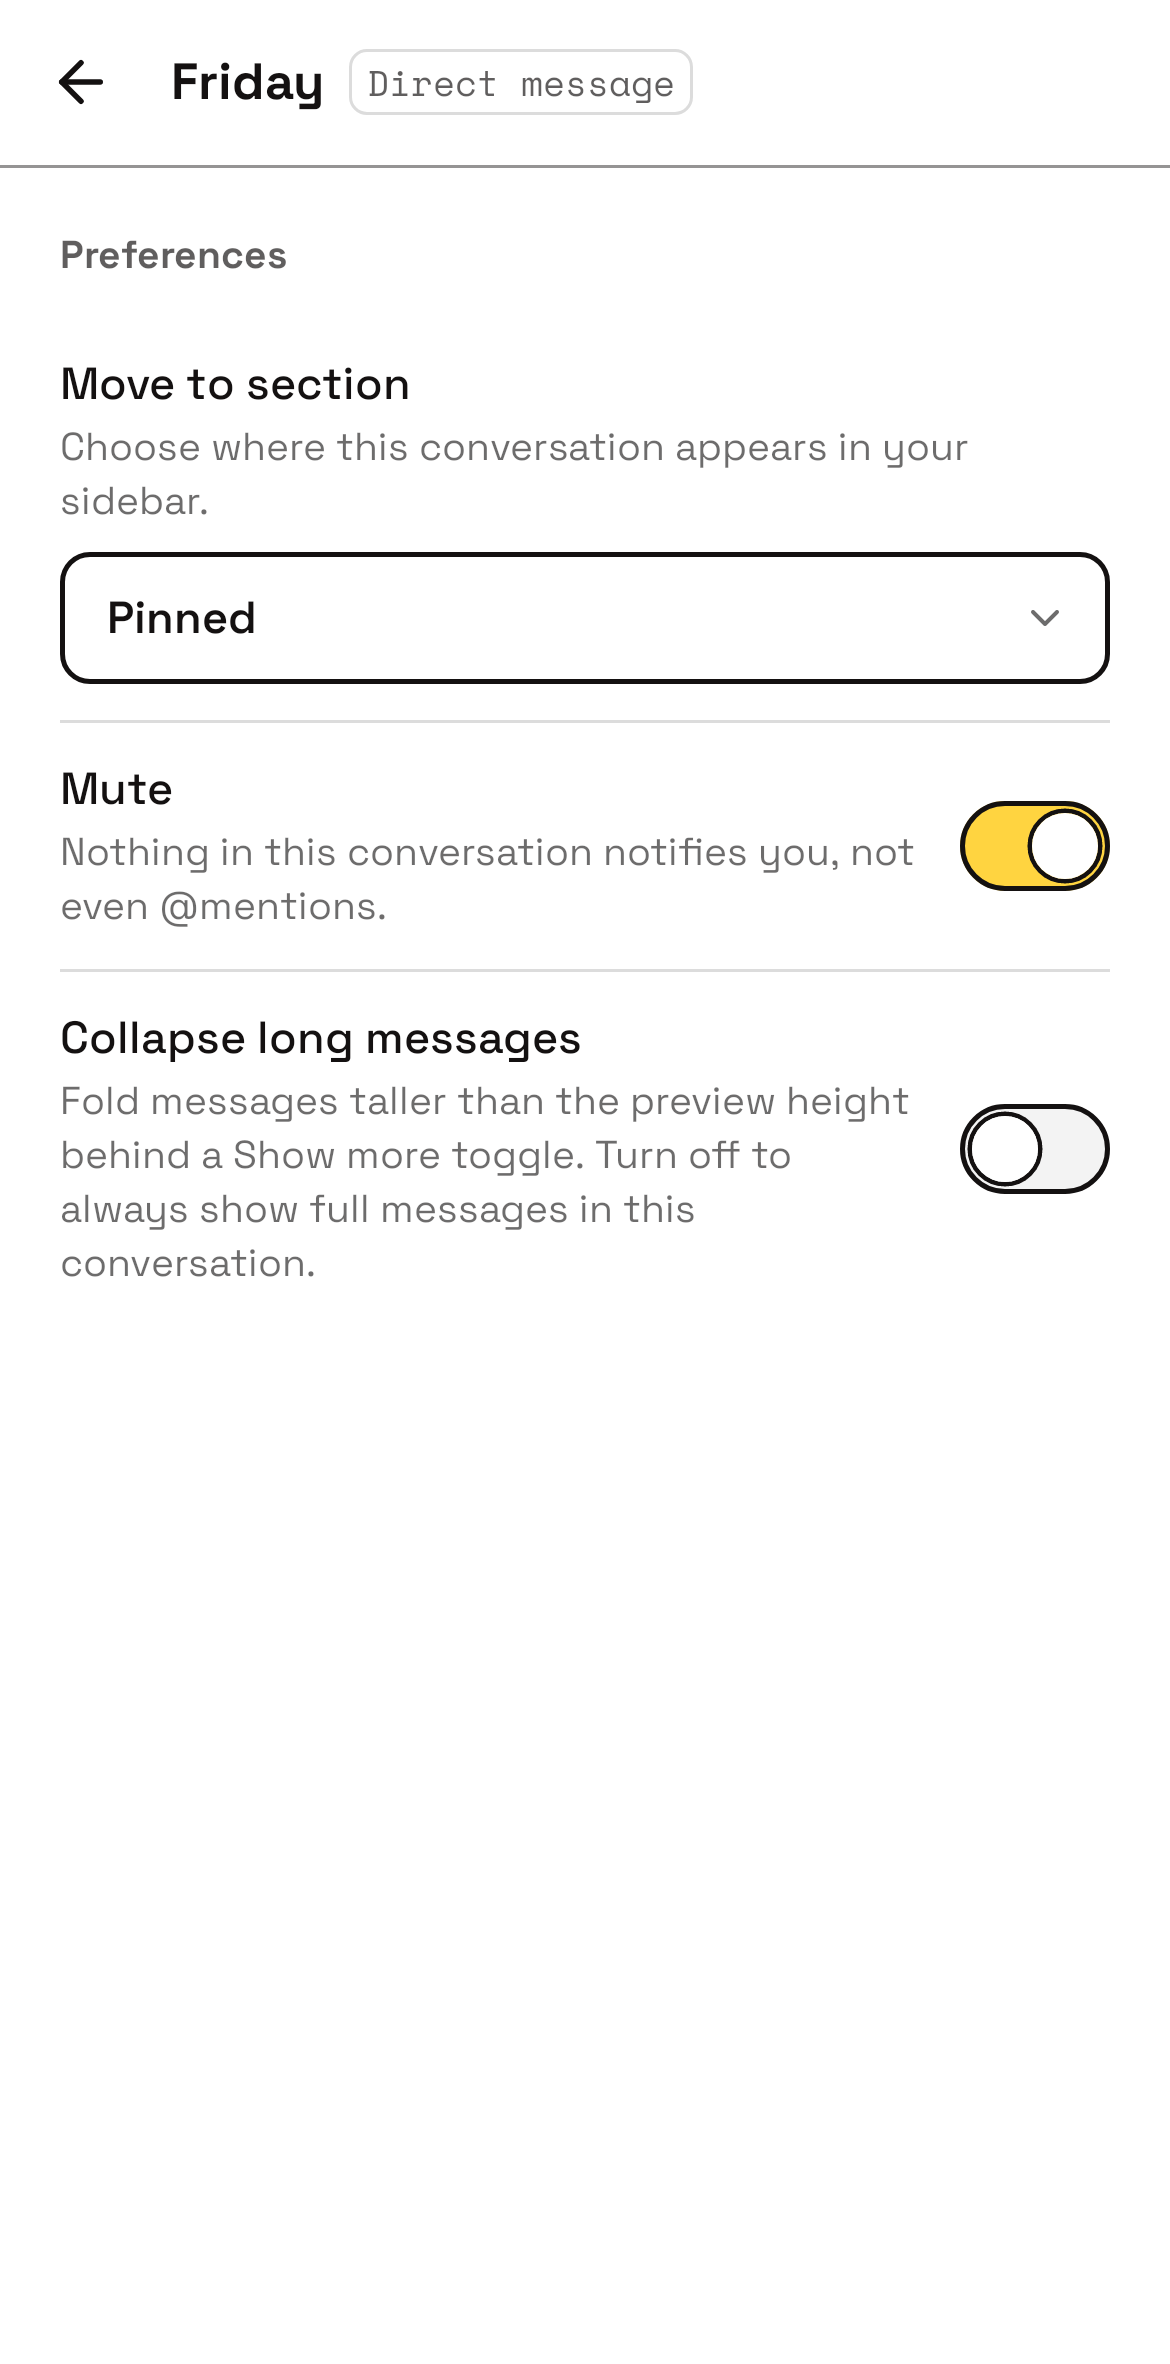 Friday
Direct message
Preferences
Move to section
Choose where this conversation appears in your
sidebar.
Pinned
Mute
Nothing in this conversation notifies you, not
even @mentions.
Collapse long messages
Fold messages taller than the preview height
behind a Show more toggle. Turn off to
always show full messages in this
conversation.